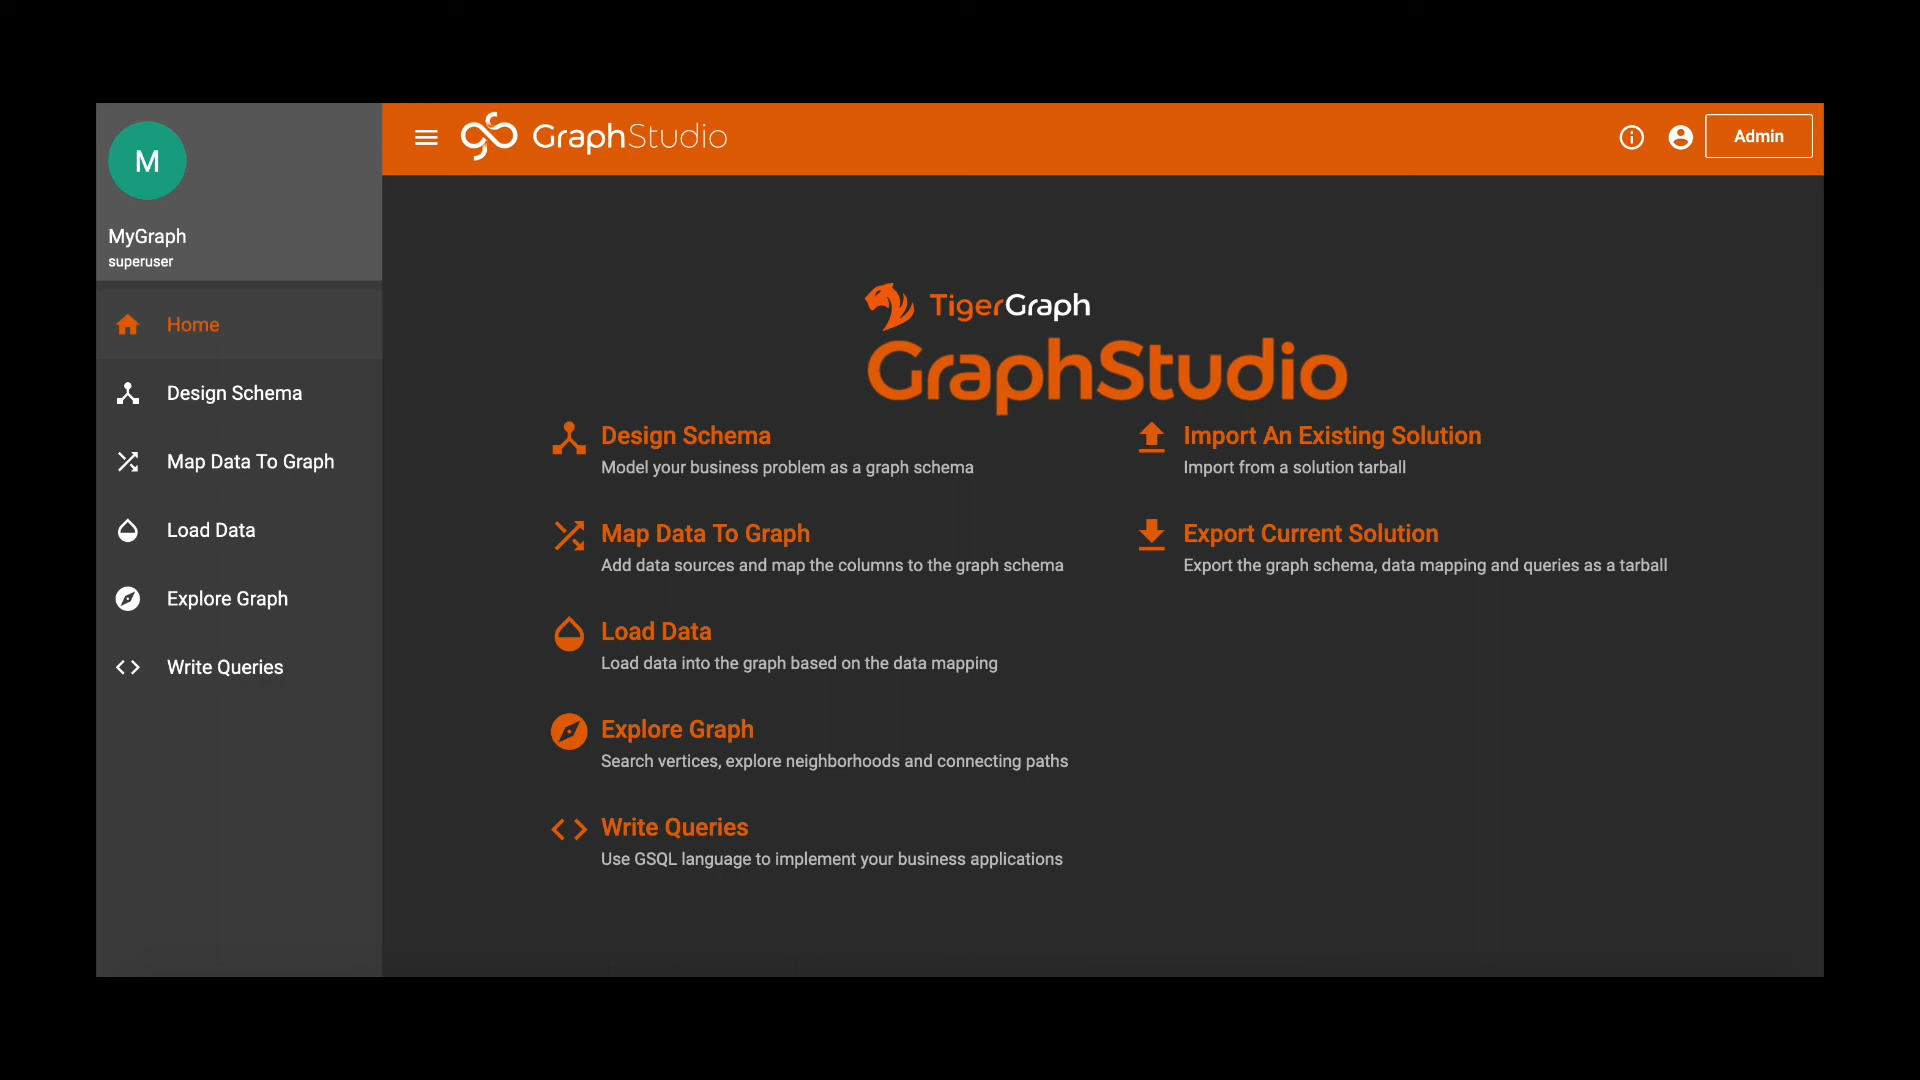 M
MyGraph
superuser
Home
Design Schema
Map Data To Graph
Load Data
Explore Graph
Write Queries
GraphStudio
Admin
TigerGraph
GraphStudio
Design Schema
Model your business problem as a graph schema
Map Data To Graph
Add data sources and map the columns to the graph schema
Load Data
Load data into the graph based on the data mapping
Explore Graph
Search vertices, explore neighborhoods and connecting paths
Write Queries
Use GSQL language to implement your business applications
Import An Existing Solution
Import from a solution tarball
Export Current Solution
Export the graph schema, data mapping and queries as a tarball